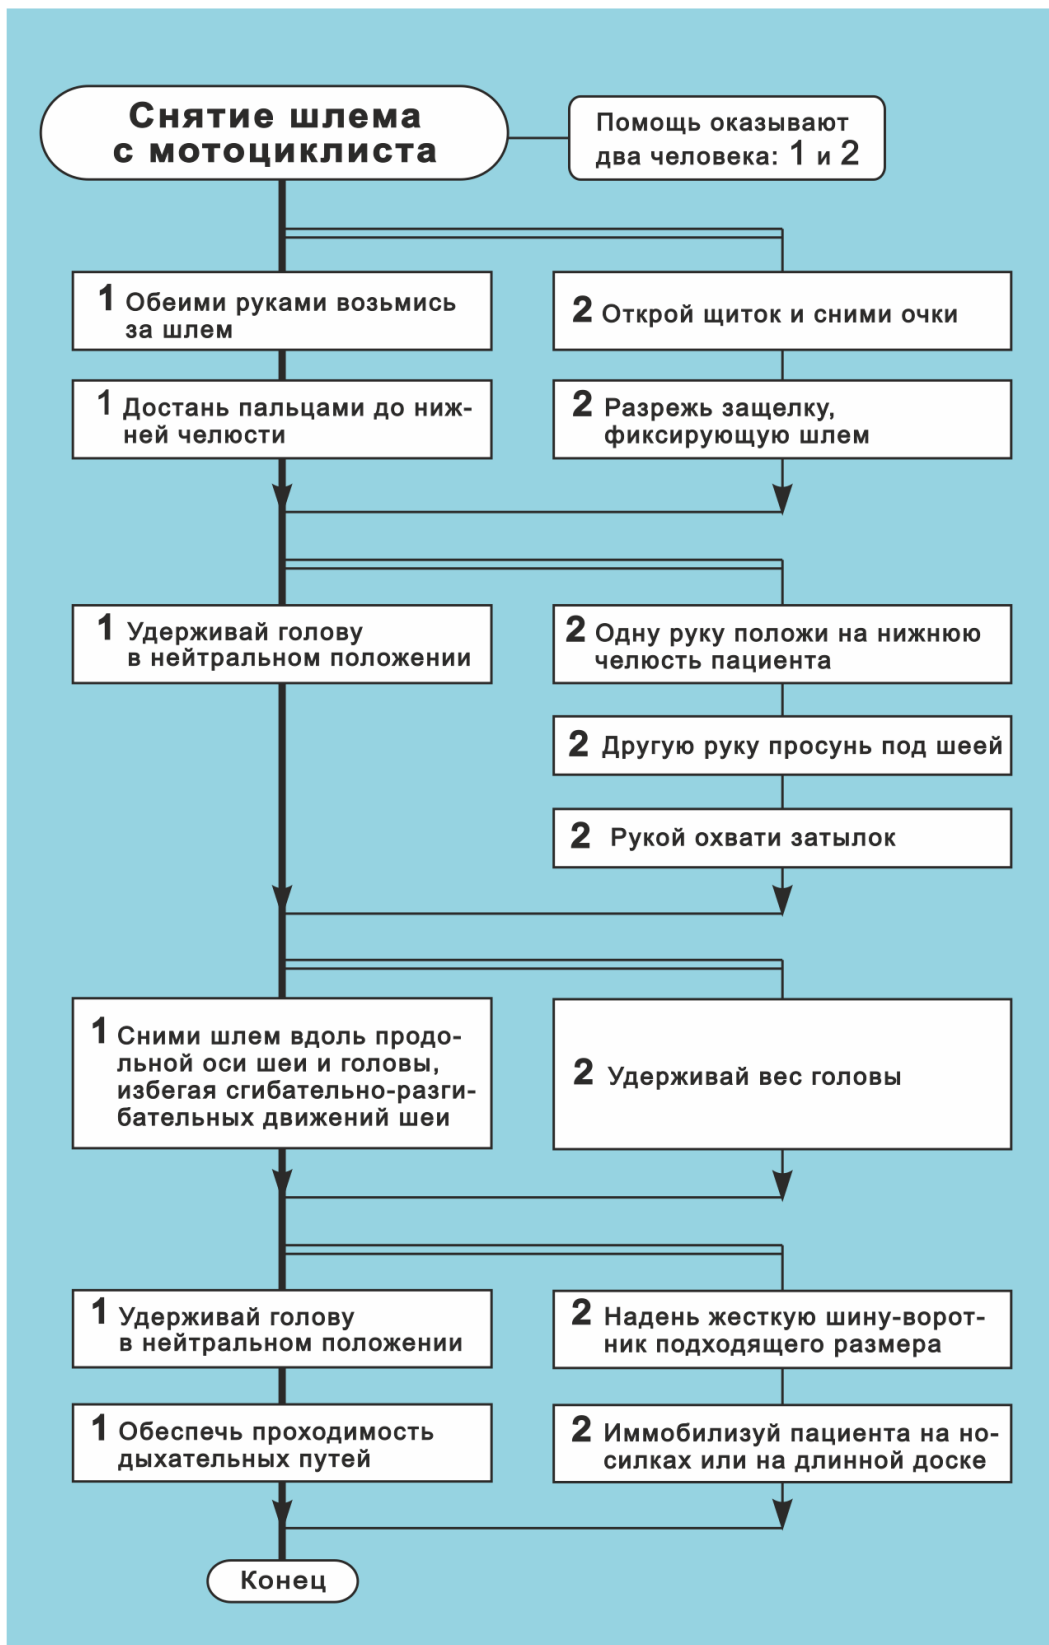 Снятие шлема
с мотоциклиста
Помощь оказывают
два человека: 1 и 2
1 Обеими руками возьмись
за шлем
2 Открой щиток и сними очки
1 Достань пальцами до ниж-
ней челюсти
2 Разрежь защелку,
фиксирующую шлем
1 Удерживай голову
в нейтральном положении
2 Одну руку положи на нижнюю
челюсть пациента
2 Другую руку просунь под шеей
2 Рукой охвати затылок
1 Сними шлем вдоль продо-
льной оси шеи и головы,
избегая сгибательно-разги-
бательных движений шеи
2 Удерживай вес головы
1 Удерживай голову
в нейтральном положении
2 Надень жесткую шину-ворот-
ник подходящего размера
1 Обеспечь проходимость
дыхательных путей
2 Иммобилизуй пациента на но-
силках или на длинной доске
Конец